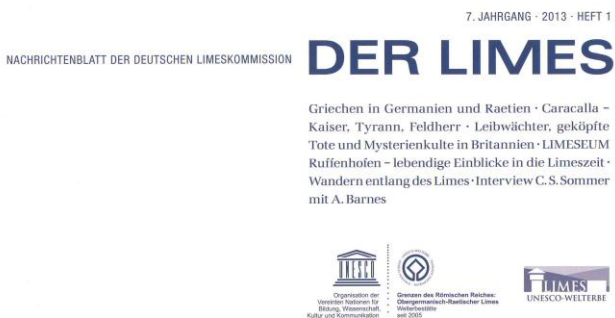 7. JAHRGANG · 2013 · HEFT 1
NACHRICHTENBLATT DER DEUTSCHEN LIMESKOMMISSION
DER LIMES
Griechen in Germanien und Raetien · Caracalla –
Kaiser, Tyrann, Feldherr · Leibwächter, geköpfte
Tote und Mysterienkulte in Britannien · LIMESEUM
Ruffenhofen – lebendige Einblicke in die Limeszeit ·
Wandern entlang des Limes · Interview C. S. Sommer
mit A. Barnes
UNESCO
Organisation der
Vereinten Nationen für
Bildung, Wissenschaft,
Kultur und Kommunikation
Grenzen des Römischen Reiches:
Obergermanisch-Raetischer Limes
Welterbestätte
seit 2005
LIMES
UNESCO-WELTERBE